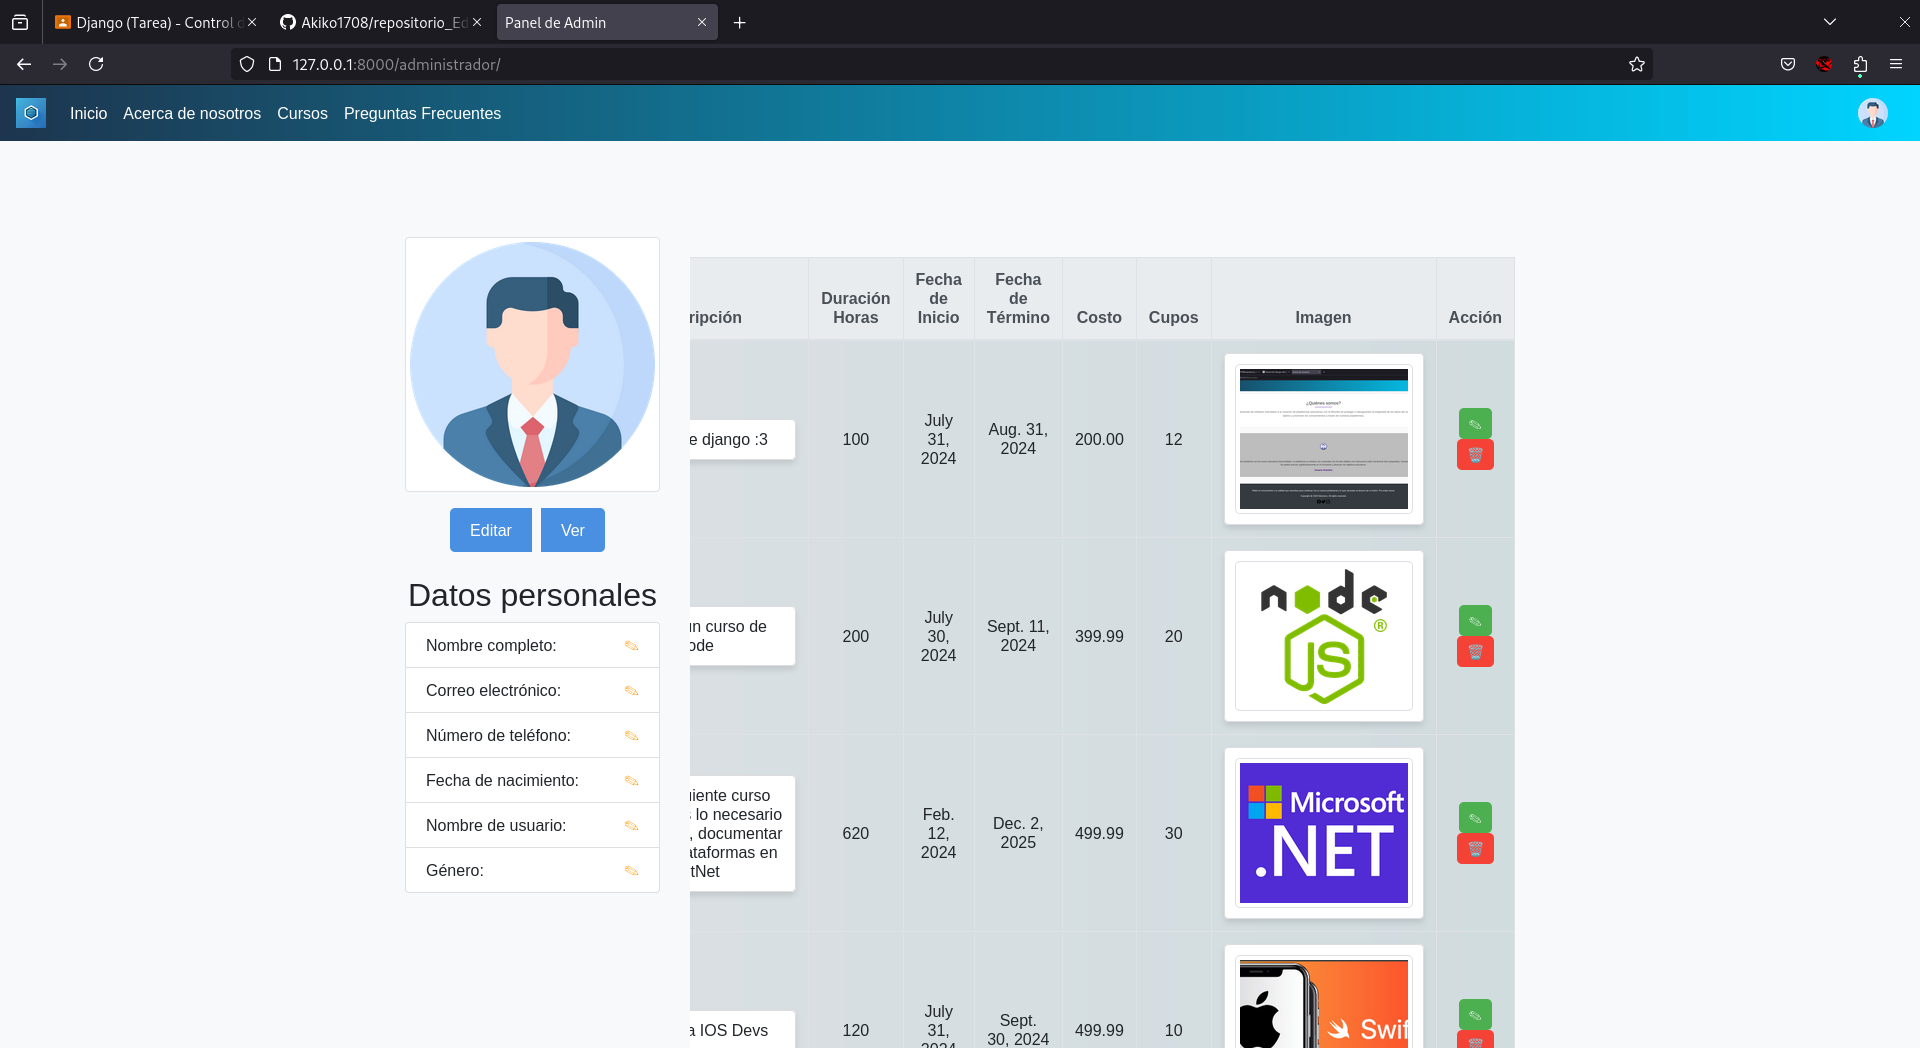 Django (Tarea) - Control d
Akiko1708/repositorio_Ed
Panel de Admin
127.0.0.1:8000/administrador/
Inicio Acerca de nosotros Cursos Preguntas Frecuentes
Editar Ver
Datos personales
Nombre completo:
Correo electrónico:
Número de teléfono:
Fecha de nacimiento:
Nombre de usuario:
Género:
ripción
Duración
Horas
Fecha
de
Inicio
Fecha
de
Término
Costo
Cupos
Imagen
Acción
e django :3
100
July
31,
2024
Aug. 31,
2024
200.00
12
¿Quiénes somos?
un curso de
ode
200
July
30,
2024
Sept. 11,
2024
399.99
20
node
JS
®
uiente curso
s lo necesario
, documentar
ataformas en
tNet
620
Feb.
12,
2024
Dec. 2,
2025
499.99
30
Microsoft
.NET
a IOS Devs
120
July
31,
2024
Sept.
30, 2024
499.99
10
Swif